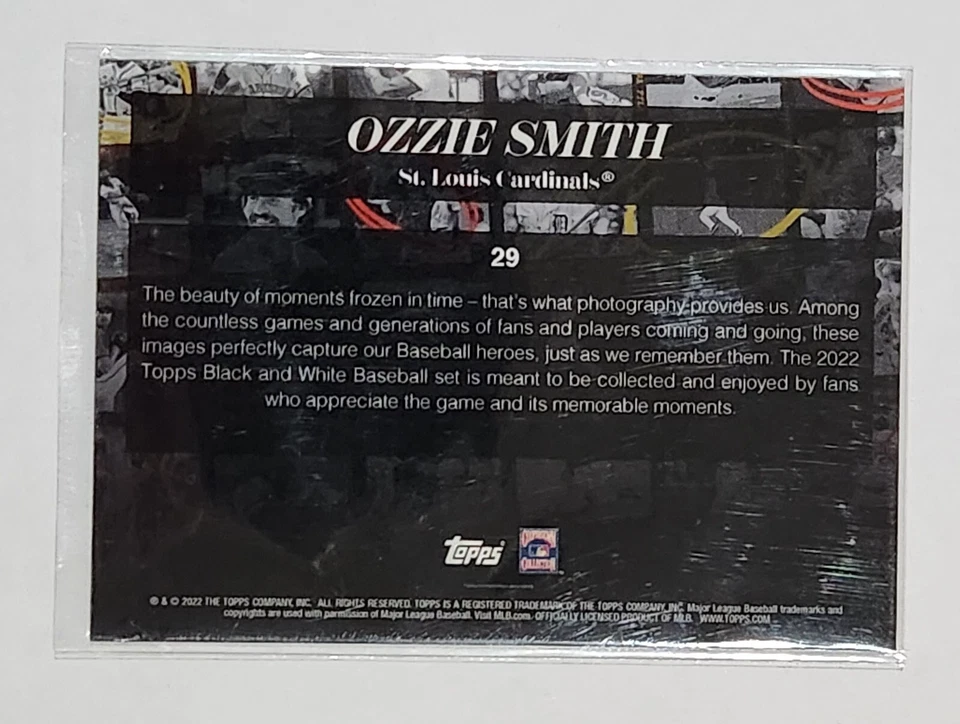 OZZIE SMITH
St. Louis Cardinals®
29
The beauty of moments frozen in time – that's what photography provides us. Among
the countless games and generations of fans and players coming and going, these
images perfectly capture our Baseball heroes, just as we remember them. The 2022
Topps Black and White Baseball set is meant to be collected and enjoyed by fans
who appreciate the game and its memorable moments.
Topps
COOPERSTOWN
COLLECTION
® & © 2022 THE TOPPS COMPANY, INC. ALL RIGHTS RESERVED. TOPPS IS A REGISTERED TRADEMARK OF THE TOPPS COMPANY, INC. Major League Baseball trademarks and
copyrights are used with permission of Major League Baseball. Visit MLB.com. OFFICIALLY LICENSED PRODUCT OF MLB. WWW.TOPPS.COM